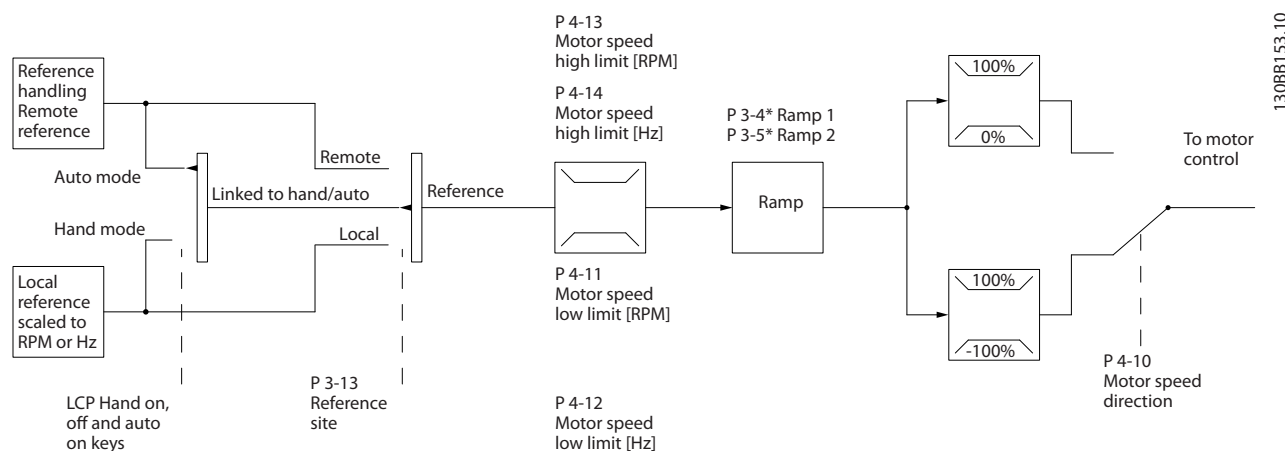 P 4-13
Motor speed
high limit [RPM]
P 4-14
Motor speed
high limit [Hz]
130BB153.10
Reference
handling
Remote
reference
P 3-4* Ramp 1
P 3-5* Ramp 2
100%
0%
To motor
control
Auto mode
Remote
Linked to hand/auto
Reference
Ramp
Hand mode
Local
Local
reference
scaled to
RPM or Hz
P 4-11
Motor speed
low limit [RPM]
100%
-100%
LCP Hand on,
off and auto
on keys
P 3-13
Reference
site
P 4-12
Motor speed
low limit [Hz]
P 4-10
Motor speed
direction